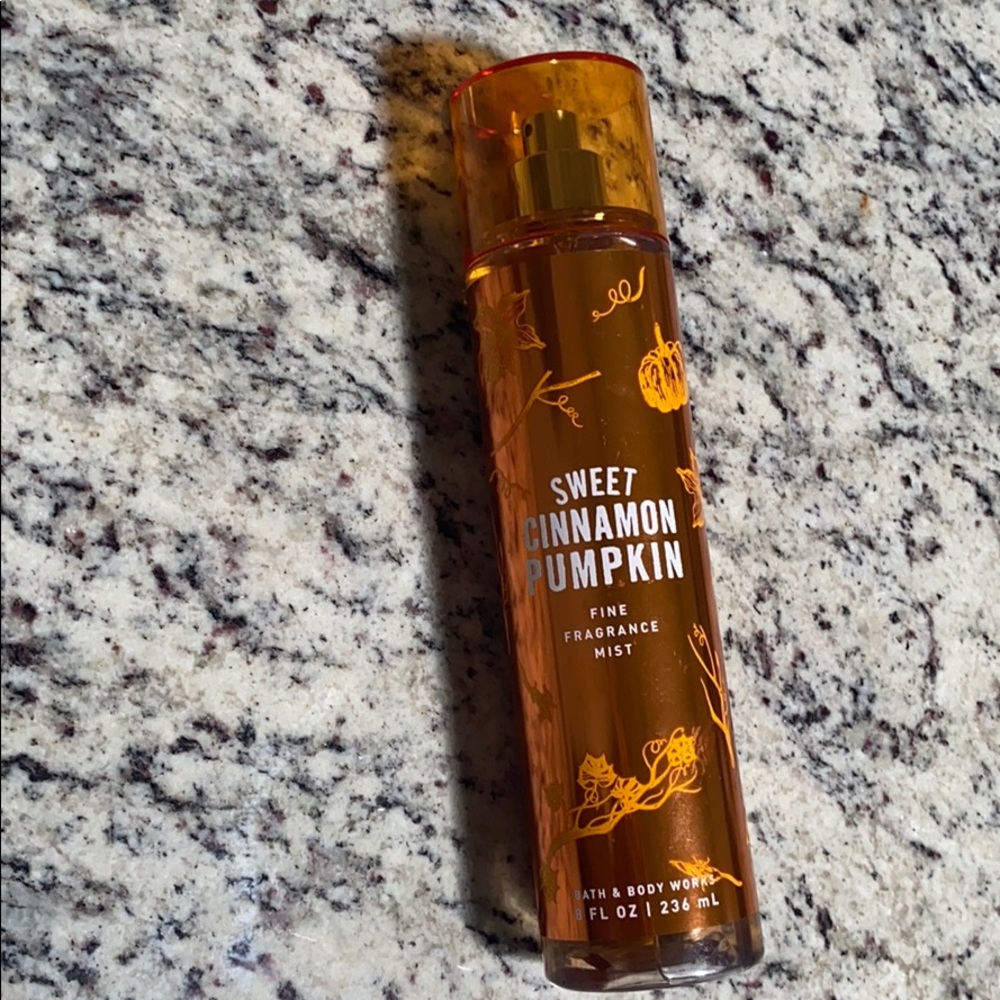 SWEET
CINNAMON
PUMPKIN
FINE
FRAGRANCE
MIST
BATH & BODY WORKS
8 FL OZ | 236 mL